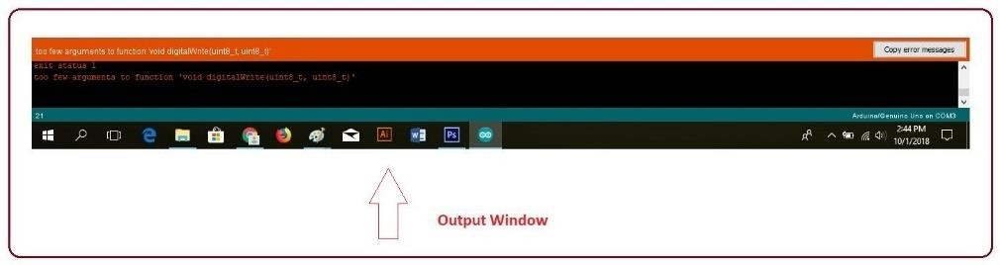 too few arguments to function 'void digitalWrite(uint8_t, uint8_t)'
Copy error messages
exit status 1
too few arguments to function 'void digitalWrite(uint8_t, uint8_t)'
21
Arduino/Genuino Uno on COM3
e
Ai
W
Ps
2:44 PM
10/1/2018
Output Window